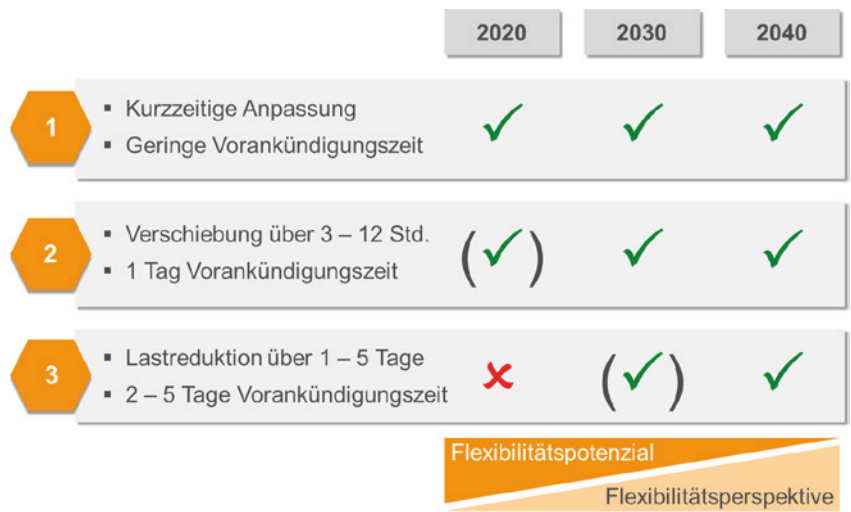 2020 2030 2040
1
▪ Kurzzeitige Anpassung
▪ Geringe Vorankündigungszeit
2
▪ Verschiebung über 3 – 12 Std.
▪ 1 Tag Vorankündigungszeit
(✓)
3
▪ Lastreduktion über 1 – 5 Tage
▪ 2 – 5 Tage Vorankündigungszeit
(✓)
Flexibilitätspotenzial
Flexibilitätsperspektive